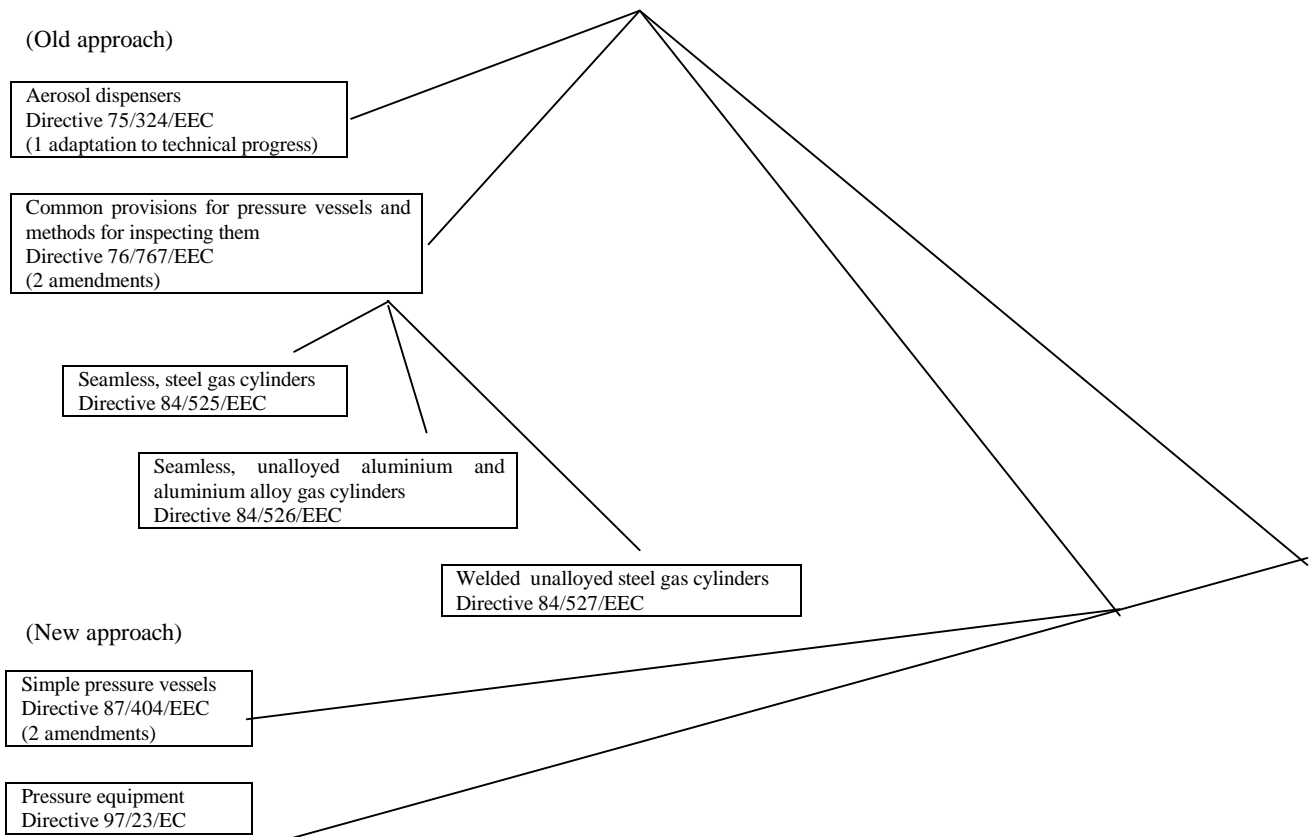 (Old approach)
Aerosol dispensers
Directive 75/324/EEC
(1 adaptation to technical progress)
Common provisions for pressure vessels and
methods for inspecting them
Directive 76/767/EEC
(2 amendments)
Seamless, steel gas cylinders
Directive 84/525/EEC
Seamless, unalloyed aluminium and
aluminium alloy gas cylinders
Directive 84/526/EEC
Welded unalloyed steel gas cylinders
Directive 84/527/EEC
(New approach)
Simple pressure vessels
Directive 87/404/EEC
(2 amendments)
Pressure equipment
Directive 97/23/EC